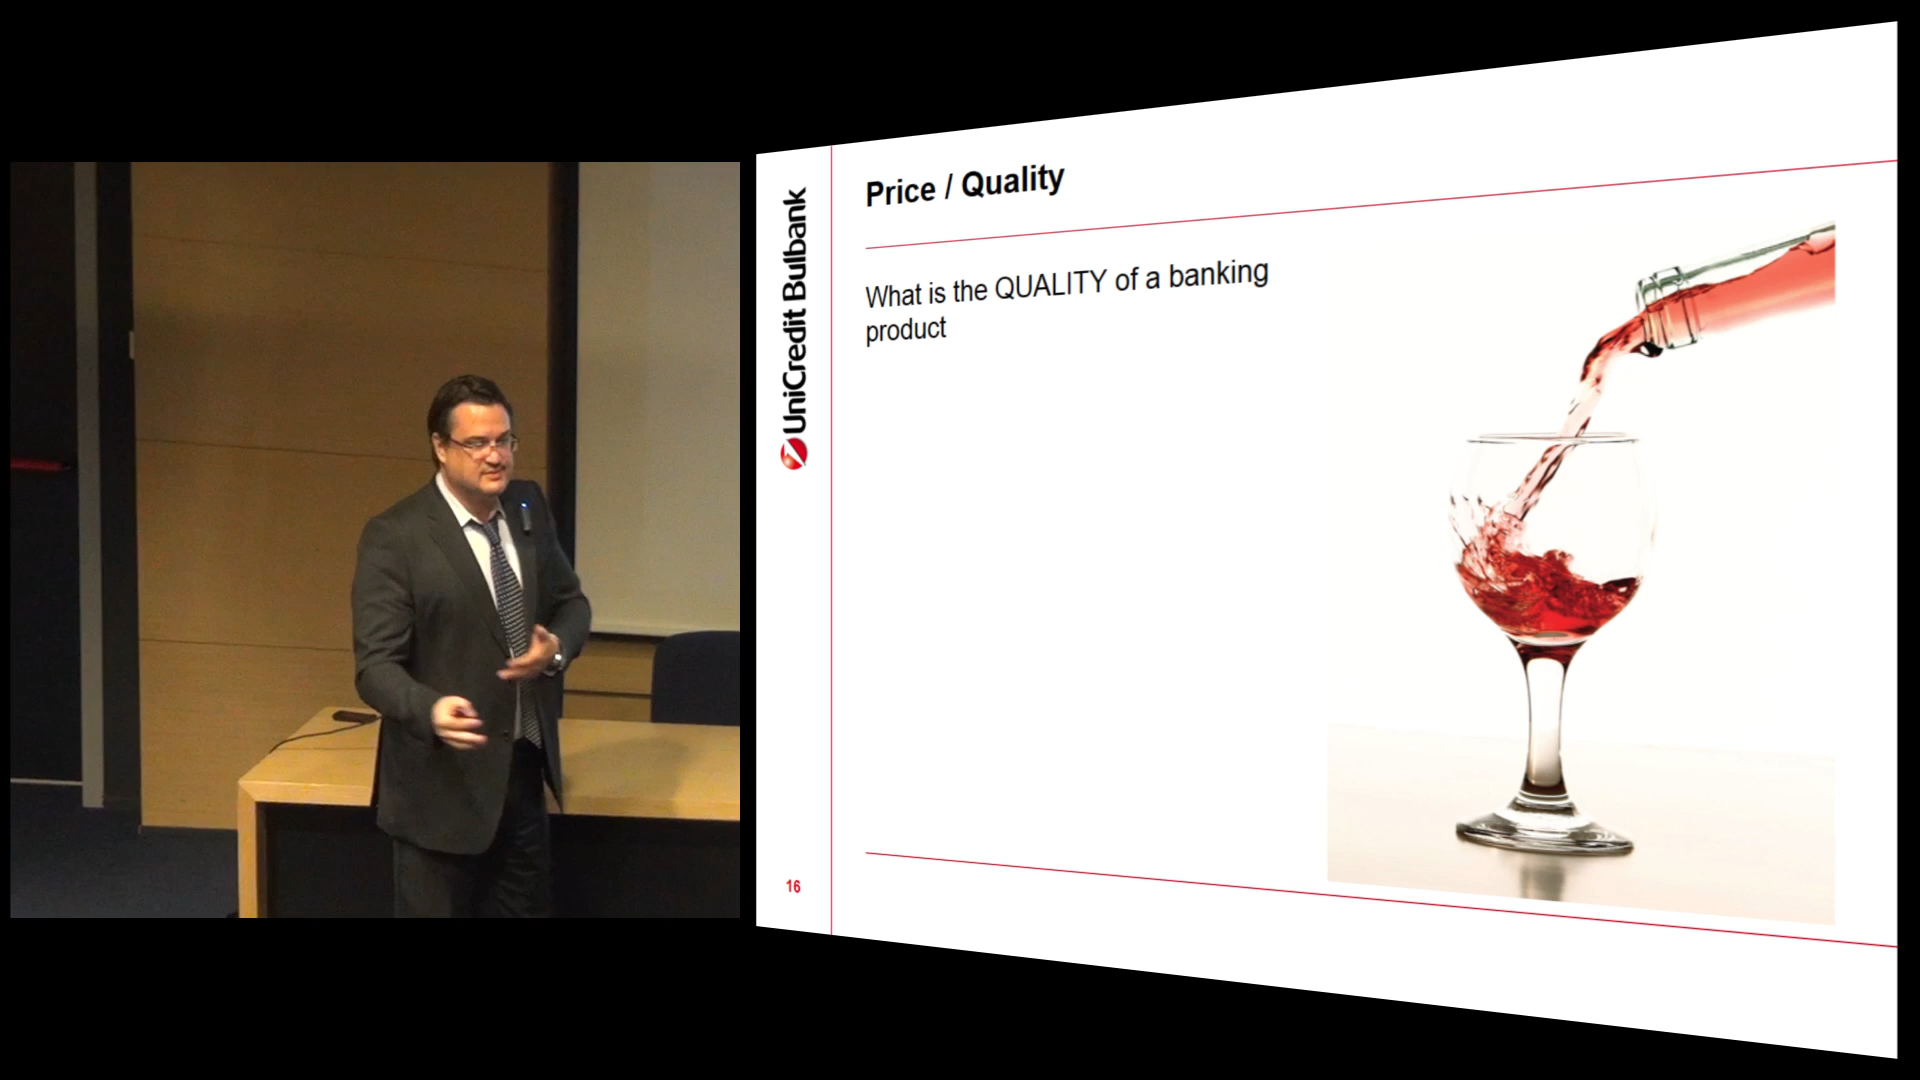 UniCredit Bulbank
Price / Quality
What is the QUALITY of a banking
product
16